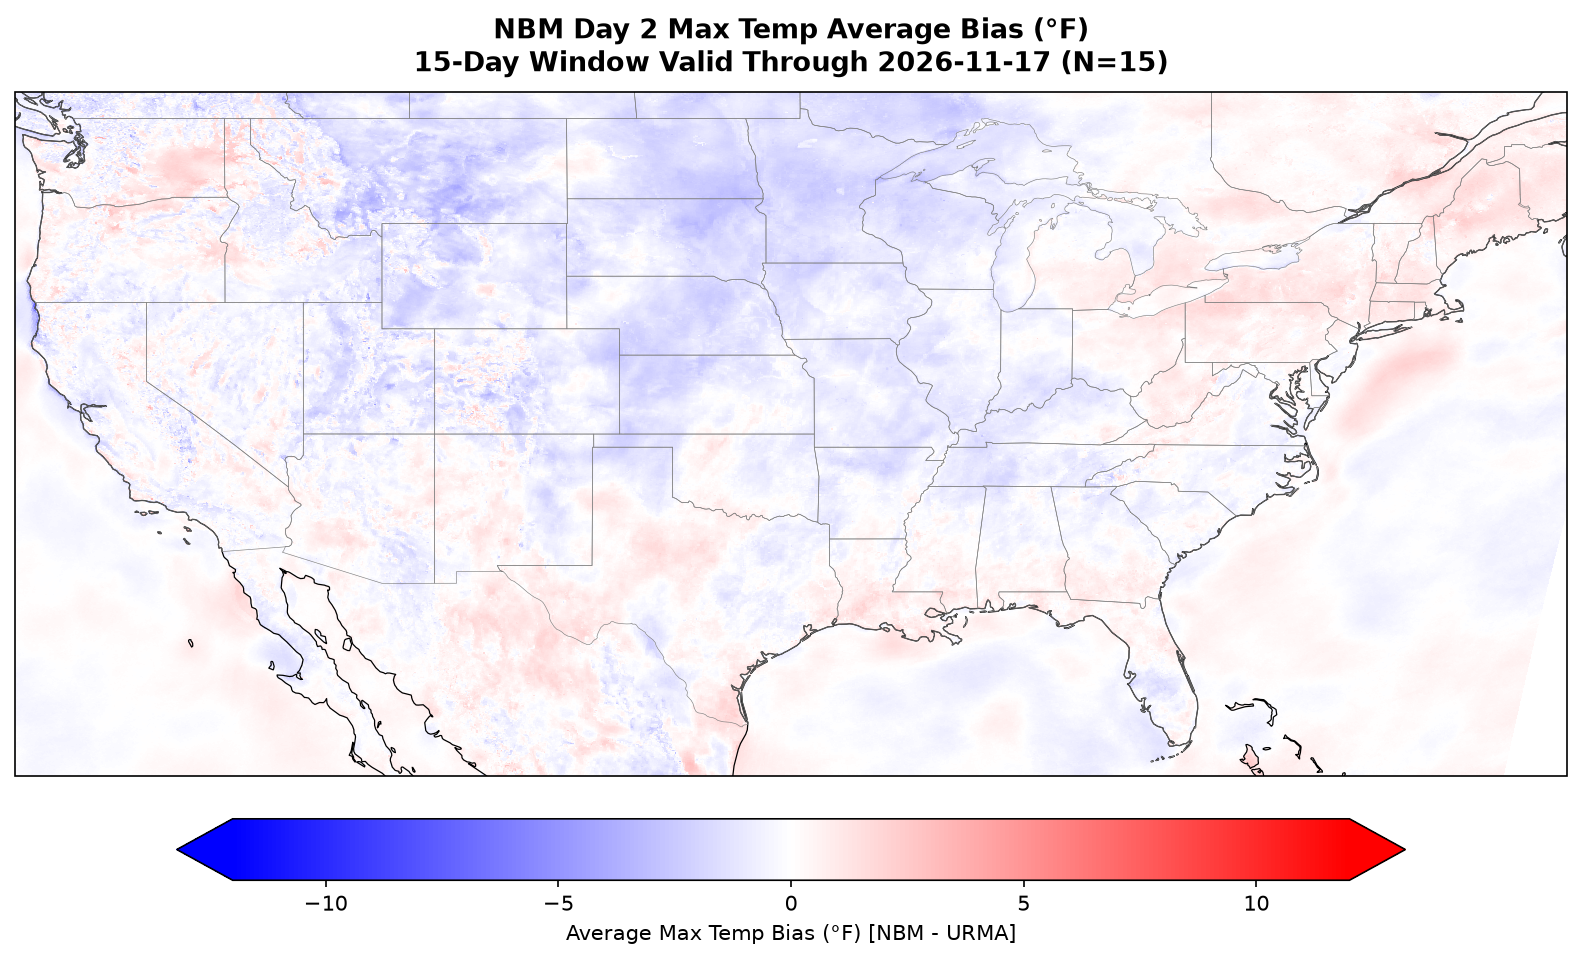 NBM Day 2 Max Temp Average Bias (°F)
15-Day Window Valid Through 2026-11-17 (N=15)
−10 −5 0 5 10
Average Max Temp Bias (°F) [NBM - URMA]